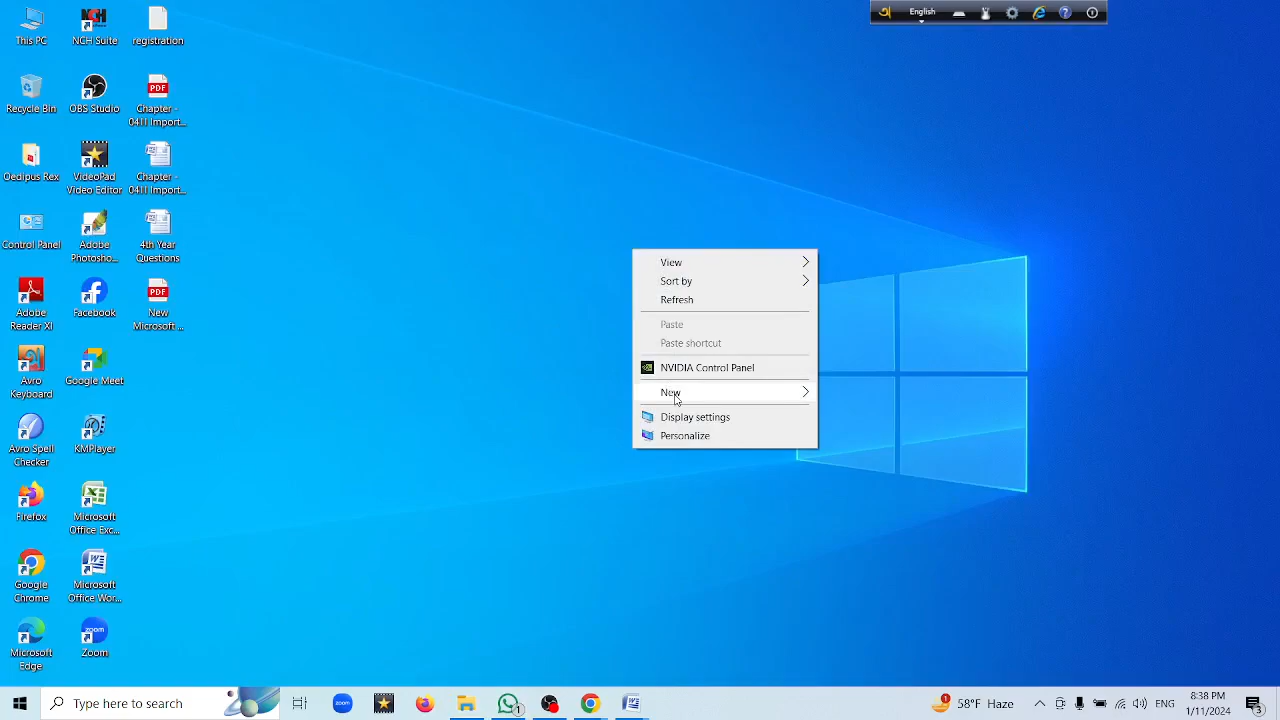 English
This PC
NCH Suite
registration
Recycle Bin
OBS Studio
Chapter -
04II Import...
Oedipus Rex
VideoPad
Video Editor
Chapter -
04II Import...
Control Panel
Adobe
Photosho...
4th Year
Questions
Adobe
Reader XI
Facebook
New
Microsoft ...
Avro
Keyboard
Google Meet
Avro Spell
Checker
KMPlayer
Firefox
Microsoft
Office Exc...
Google
Chrome
Microsoft
Office Wor...
Microsoft
Edge
Zoom
View
Sort by
Refresh
Paste
Paste shortcut
NVIDIA Control Panel
New
Display settings
Personalize
Type here to search
58°F Haze
ENG
8:38 PM
1/11/2024